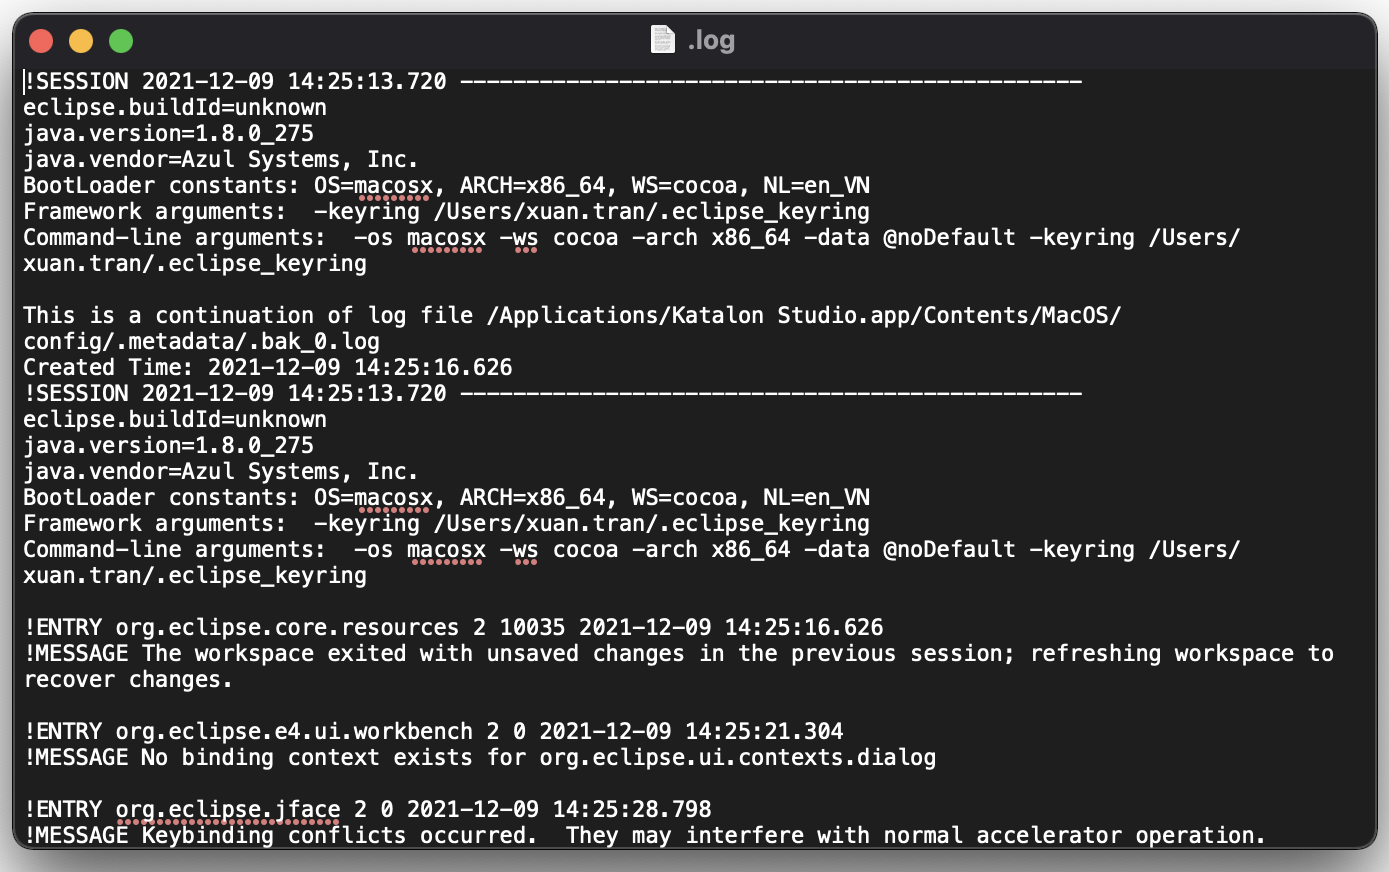 .log
!SESSION 2021-12-09 14:25:13.720 -----------------------------------------------
eclipse.buildId=unknown
java.version=1.8.0_275
java.vendor=Azul Systems, Inc.
BootLoader constants: OS=macosx, ARCH=x86_64, WS=cocoa, NL=en_VN
Framework arguments:  -keyring /Users/xuan.tran/.eclipse_keyring
Command-line arguments:  -os macosx -ws cocoa -arch x86_64 -data @noDefault -keyring /Users/
xuan.tran/.eclipse_keyring

This is a continuation of log file /Applications/Katalon Studio.app/Contents/MacOS/
config/.metadata/.bak_0.log
Created Time: 2021-12-09 14:25:16.626
!SESSION 2021-12-09 14:25:13.720 -----------------------------------------------
eclipse.buildId=unknown
java.version=1.8.0_275
java.vendor=Azul Systems, Inc.
BootLoader constants: OS=macosx, ARCH=x86_64, WS=cocoa, NL=en_VN
Framework arguments:  -keyring /Users/xuan.tran/.eclipse_keyring
Command-line arguments:  -os macosx -ws cocoa -arch x86_64 -data @noDefault -keyring /Users/
xuan.tran/.eclipse_keyring

!ENTRY org.eclipse.core.resources 2 10035 2021-12-09 14:25:16.626
!MESSAGE The workspace exited with unsaved changes in the previous session; refreshing workspace to
recover changes.

!ENTRY org.eclipse.e4.ui.workbench 2 0 2021-12-09 14:25:21.304
!MESSAGE No binding context exists for org.eclipse.ui.contexts.dialog

!ENTRY org.eclipse.jface 2 0 2021-12-09 14:25:28.798
!MESSAGE Keybinding conflicts occurred.  They may interfere with normal accelerator operation.